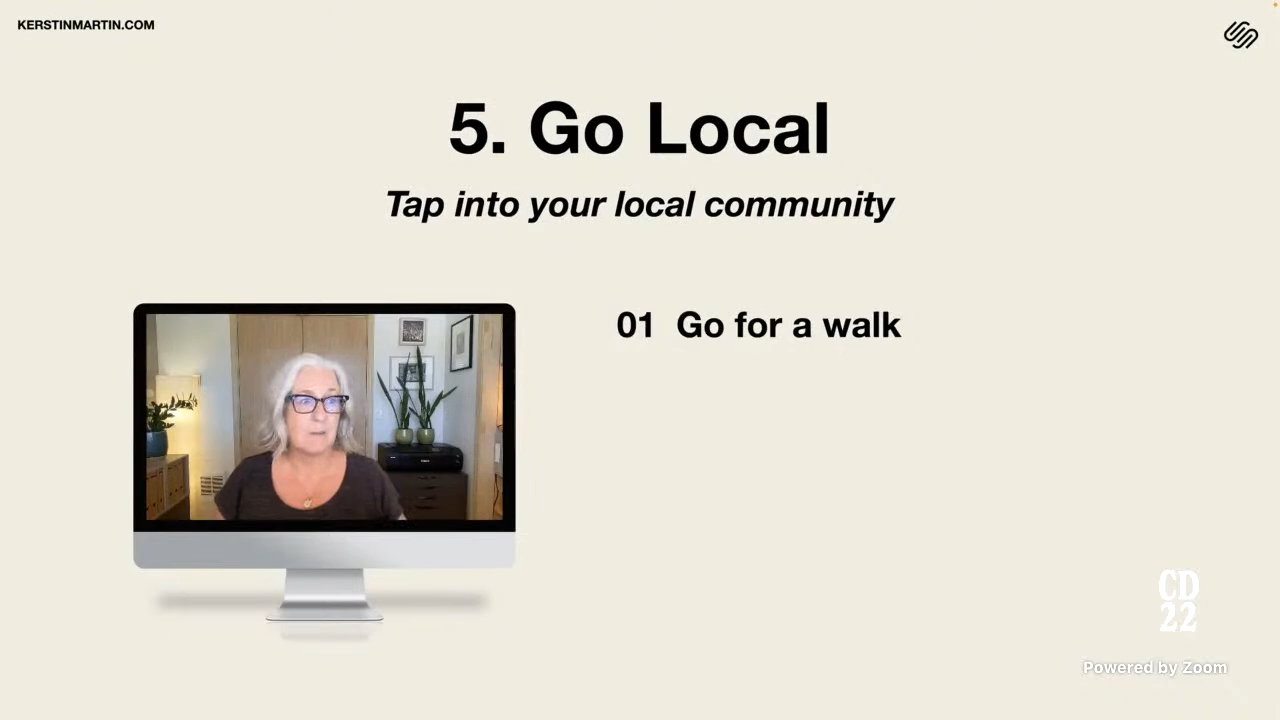 KERSTINMARTIN.COM
5. Go Local
Tap into your local community
01 Go for a walk
CD
22
Powered by Zoom